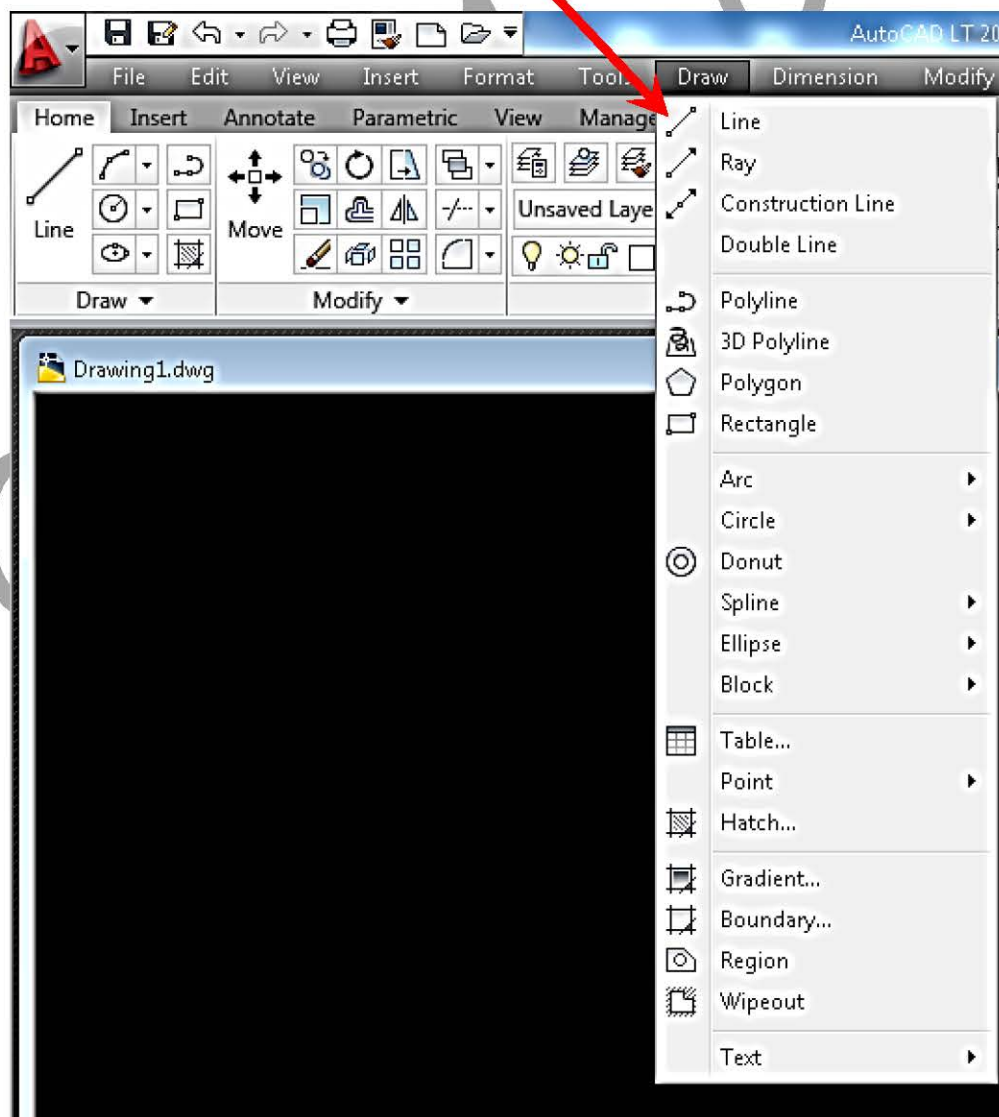 AutoCAD LT 20
File Edit View Insert Format Tools Draw Dimension Modify
Home Insert Annotate Parametric View Manage
Line
Move
Unsaved Laye
Draw
Modify
Drawing1.dwg
Line
Ray
Construction Line
Double Line
Polyline
3D Polyline
Polygon
Rectangle
Arc
Circle
Donut
Spline
Ellipse
Block
Table...
Point
Hatch...
Gradient...
Boundary...
Region
Wipeout
Text